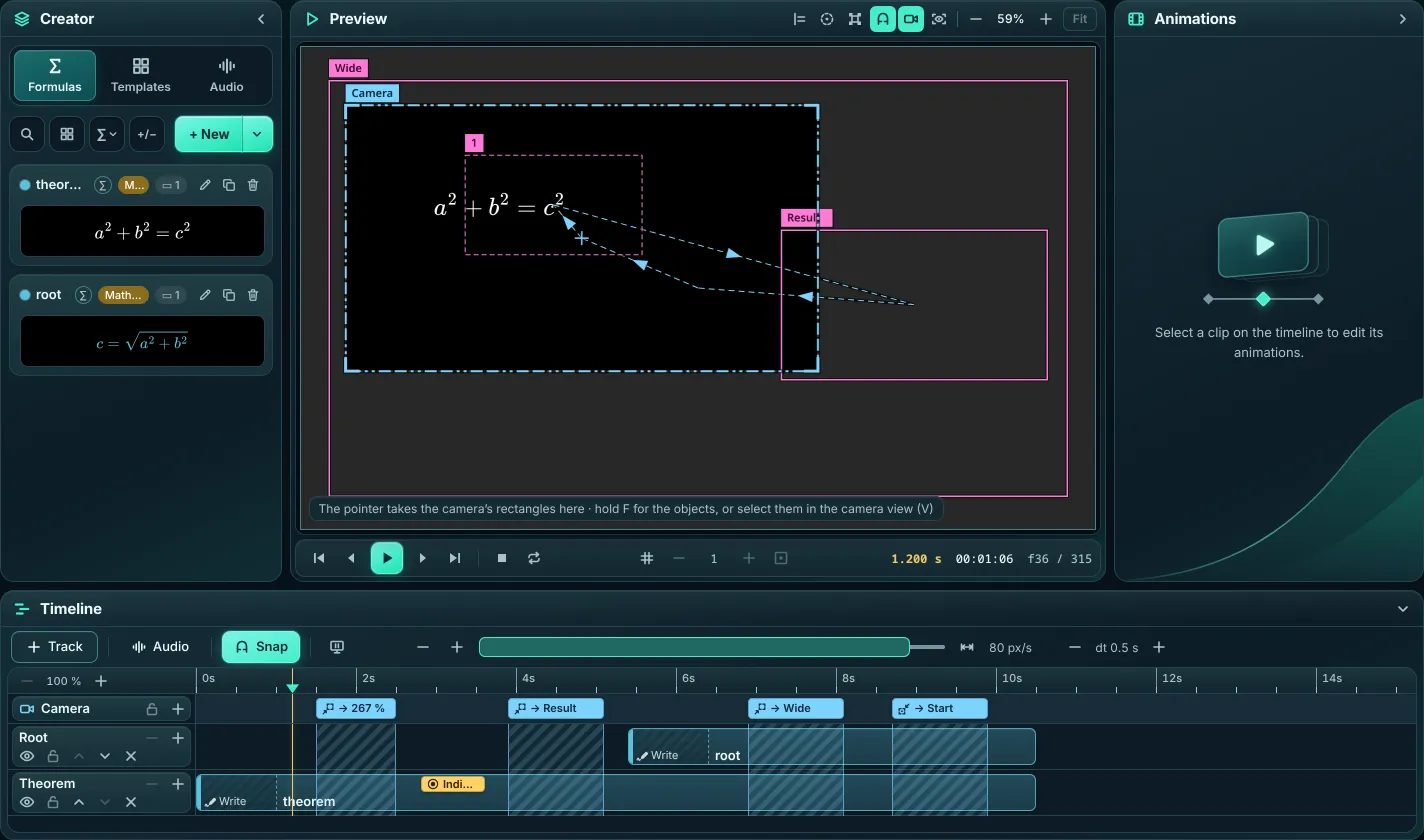 Creator
Formulas
Templates
Audio
+/−
+ New
theor...
Σ
M...
1
a² + b² = c²
root
Σ
Math...
1
c = √a² + b²
Preview
59%
Fit
Wide
Camera
1
a² + b² = c²
Resul
The pointer takes the camera's rectangles here · hold F for the objects, or select them in the camera view (V)
1
1.200 s
00:01:06
f36 / 315
Animations
Select a clip on the timeline to edit its
animations.
Timeline
+ Track
Audio
Snap
80 px/s
dt 0.5 s
100 %
0s
2s
4s
6s
8s
10s
12s
14s
Camera
→ 267 %
→ Result
→ Wide
→ Start
Root
Write
root
Theorem
Write
theorem
Indi...